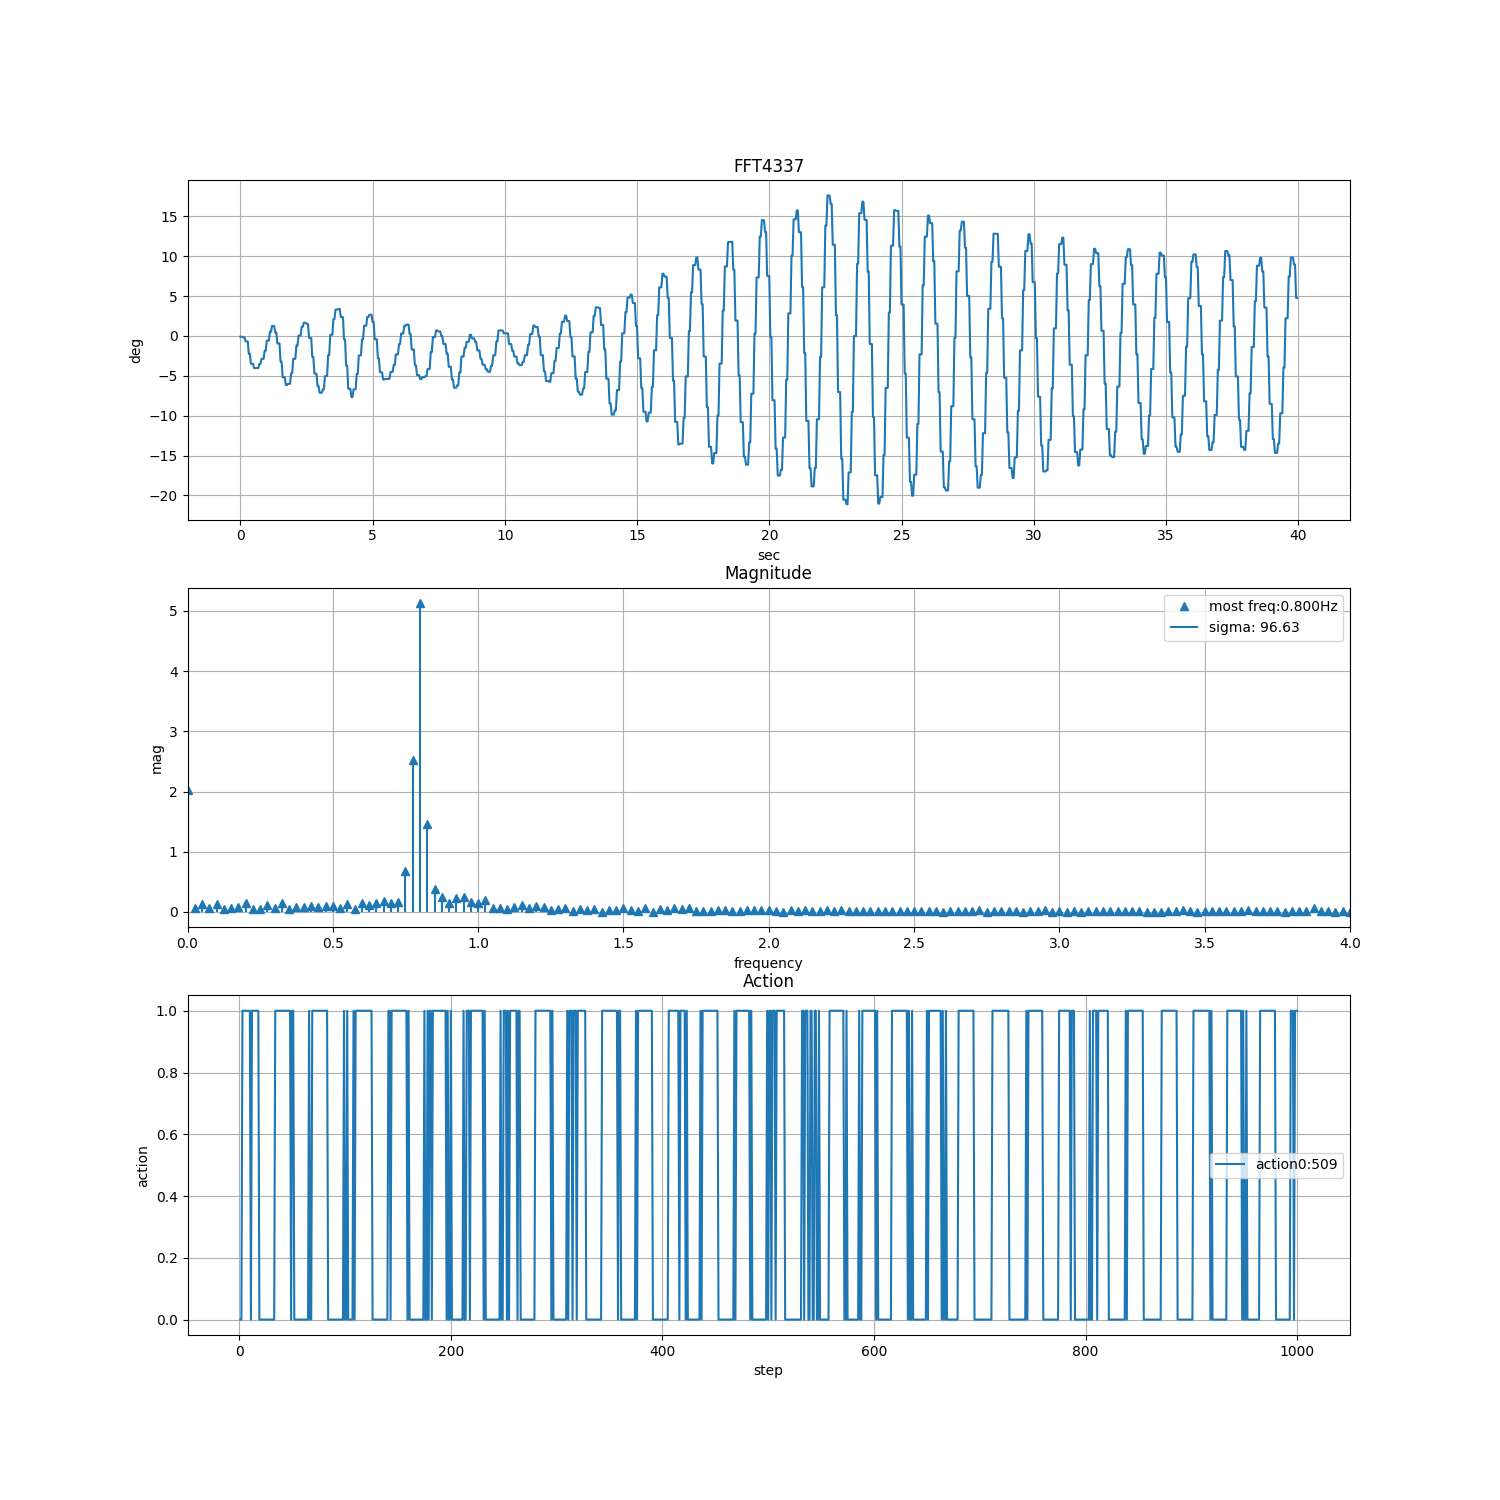 FFT4337
15
10
5
0
−5
−10
−15
−20
deg
0 5 10 15 20 25 30 35 40
sec
Magnitude
5
4
3
2
1
0
mag
most freq:0.800Hz
sigma: 96.63
0.0 0.5 1.0 1.5 2.0 2.5 3.0 3.5 4.0
frequency
Action
1.0
0.8
0.6
0.4
0.2
0.0
action
action0:509
0 200 400 600 800 1000
step